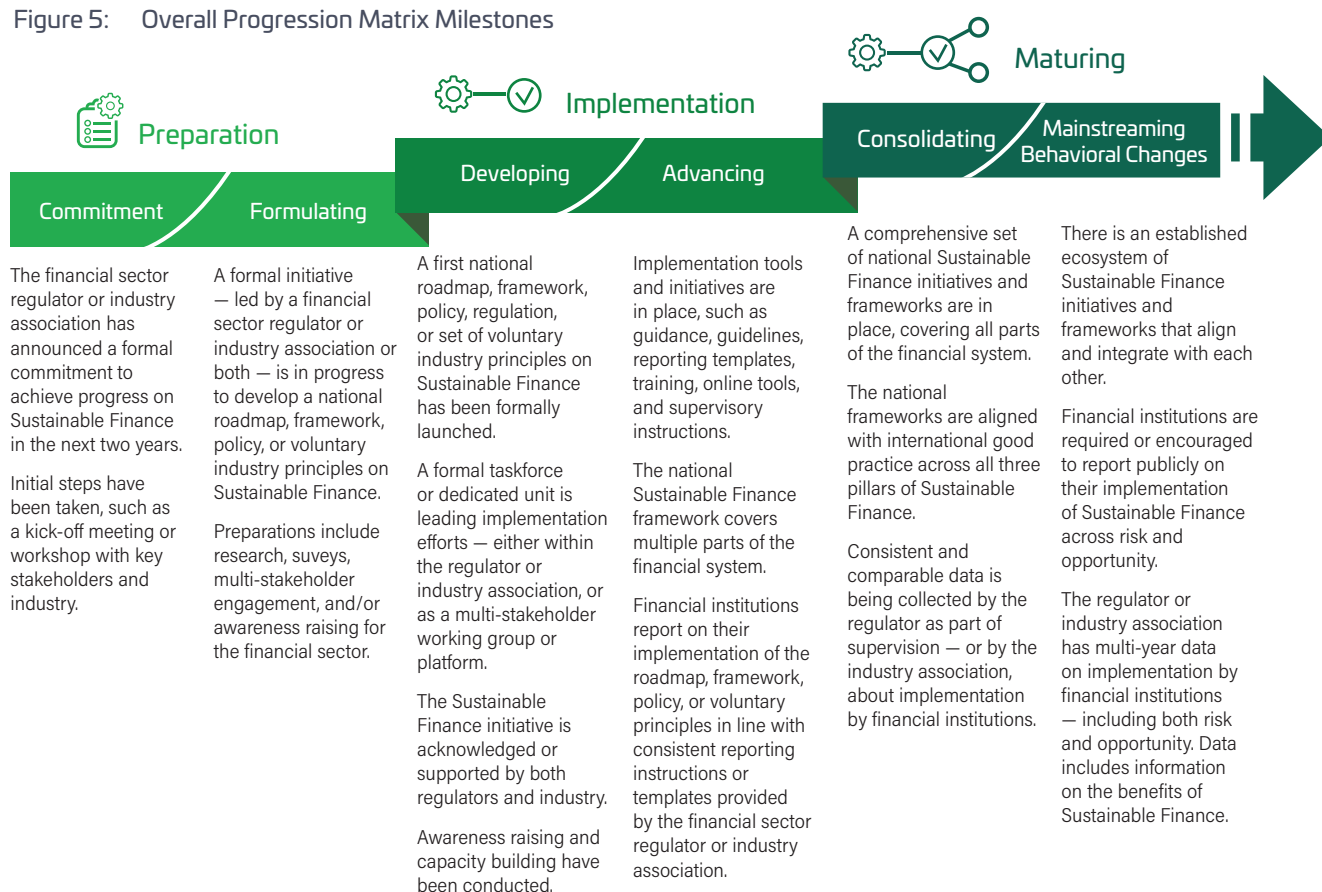 Figure 5: Overall Progression Matrix Milestones
Preparation
Commitment
Formulating
The financial sector
regulator or industry
association has
announced a formal
commitment to
achieve progress on
Sustainable Finance
in the next two years.
Initial steps have
been taken, such as
a kick-off meeting or
workshop with key
stakeholders and
industry.
A formal initiative
— led by a financial
sector regulator or
industry association or
both — is in progress
to develop a national
roadmap, framework,
policy, or voluntary
industry principles on
Sustainable Finance.
Preparations include
research, suveys,
multi-stakeholder
engagement, and/or
awareness raising for
the financial sector.
Implementation
Developing
Advancing
A first national
roadmap, framework,
policy, regulation,
or set of voluntary
industry principles on
Sustainable Finance
has been formally
launched.
A formal taskforce
or dedicated unit is
leading implementation
efforts — either within
the regulator or
industry association, or
as a multi-stakeholder
working group or
platform.
The Sustainable
Finance initiative is
acknowledged or
supported by both
regulators and industry.
Awareness raising and
capacity building have
been conducted.
Implementation tools
and initiatives are
in place, such as
guidance, guidelines,
reporting templates,
training, online tools,
and supervisory
instructions.
The national
Sustainable Finance
framework covers
multiple parts of the
financial system.
Financial institutions
report on their
implementation of the
roadmap, framework,
policy, or voluntary
principles in line with
consistent reporting
instructions or
templates provided
by the financial sector
regulator or industry
association.
Maturing
Consolidating
Mainstreaming
Behavioral Changes
A comprehensive set
of national Sustainable
Finance initiatives and
frameworks are in
place, covering all parts
of the financial system.
The national
frameworks are aligned
with international good
practice across all three
pillars of Sustainable
Finance.
Consistent and
comparable data is
being collected by the
regulator as part of
supervision — or by the
industry association,
about implementation
by financial institutions.
There is an established
ecosystem of
Sustainable Finance
initiatives and
frameworks that align
and integrate with each
other.
Financial institutions are
required or encouraged
to report publicly on
their implementation
of Sustainable Finance
across risk and
opportunity.
The regulator or
industry association
has multi-year data
on implementation by
financial institutions
— including both risk
and opportunity. Data
includes information
on the benefits of
Sustainable Finance.